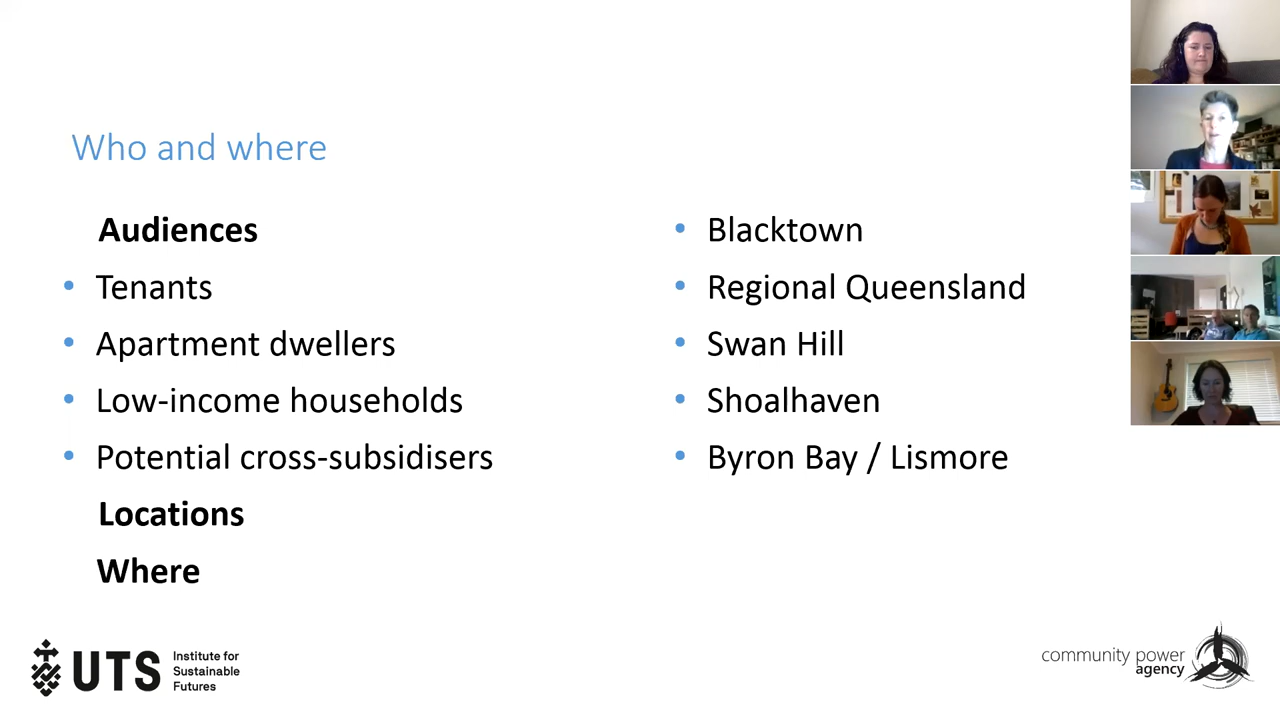 Who and where
Audiences
Tenants
Apartment dwellers
Low-income households
Potential cross-subsidisers
Locations
Where
Blacktown
Regional Queensland
Swan Hill
Shoalhaven
Byron Bay / Lismore
UTS
Institute for
Sustainable
Futures
community power
agency